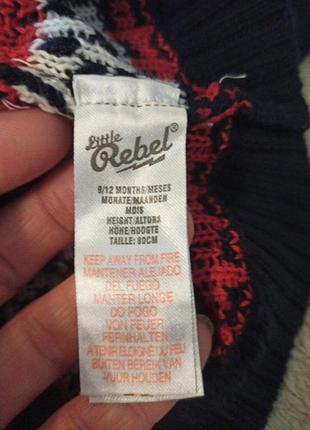 Little
Rebel®
9/12 MONTHS/MESES
MONATE/MAANDEN
MOIS
HEIGHT/ALTURA
HÖHE/HOOGTE
TAILLE: 80CM
KEEP AWAY FROM FIRE
MANTENER ALEJADO
DEL FUEGO
MANTER LONGE
DO FOGO
VON FEUER
FERNHALTEN
A TENIR ELOIGNE DU FEU
BUITEN BEREIK VAN
VUUR HOUDEN